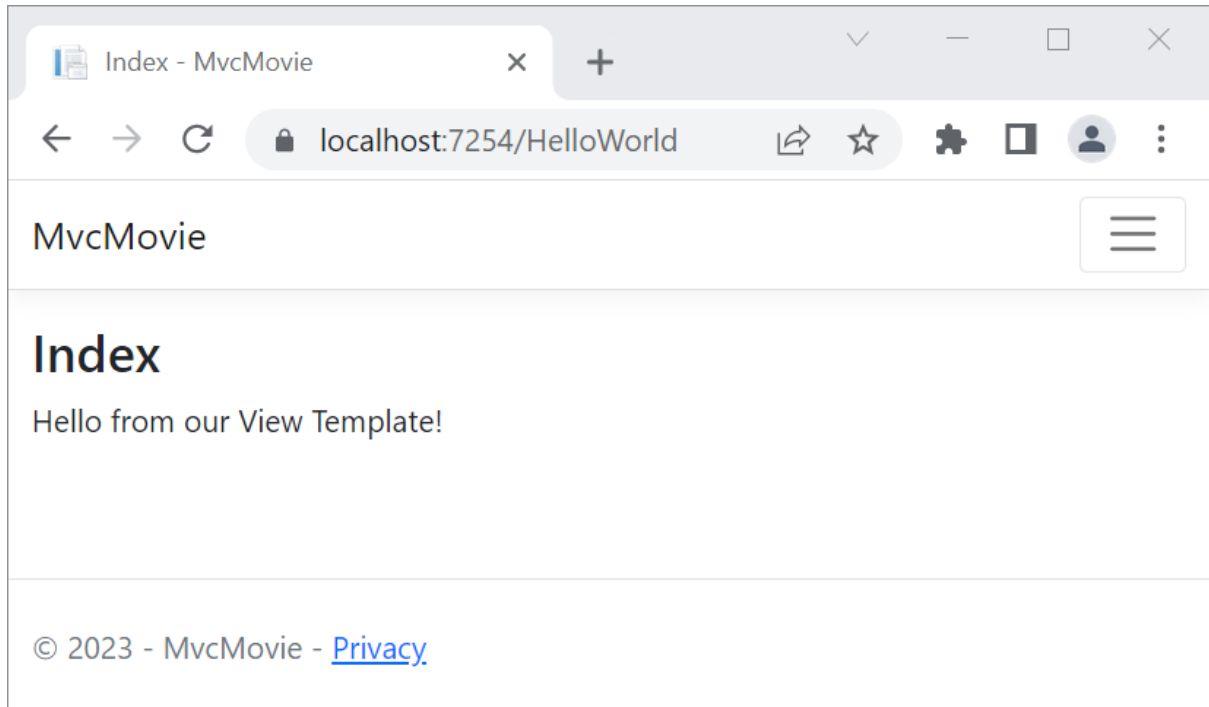 Index - MvcMovie
localhost:7254/HelloWorld
MvcMovie
Index
Hello from our View Template!
© 2023 - MvcMovie - Privacy